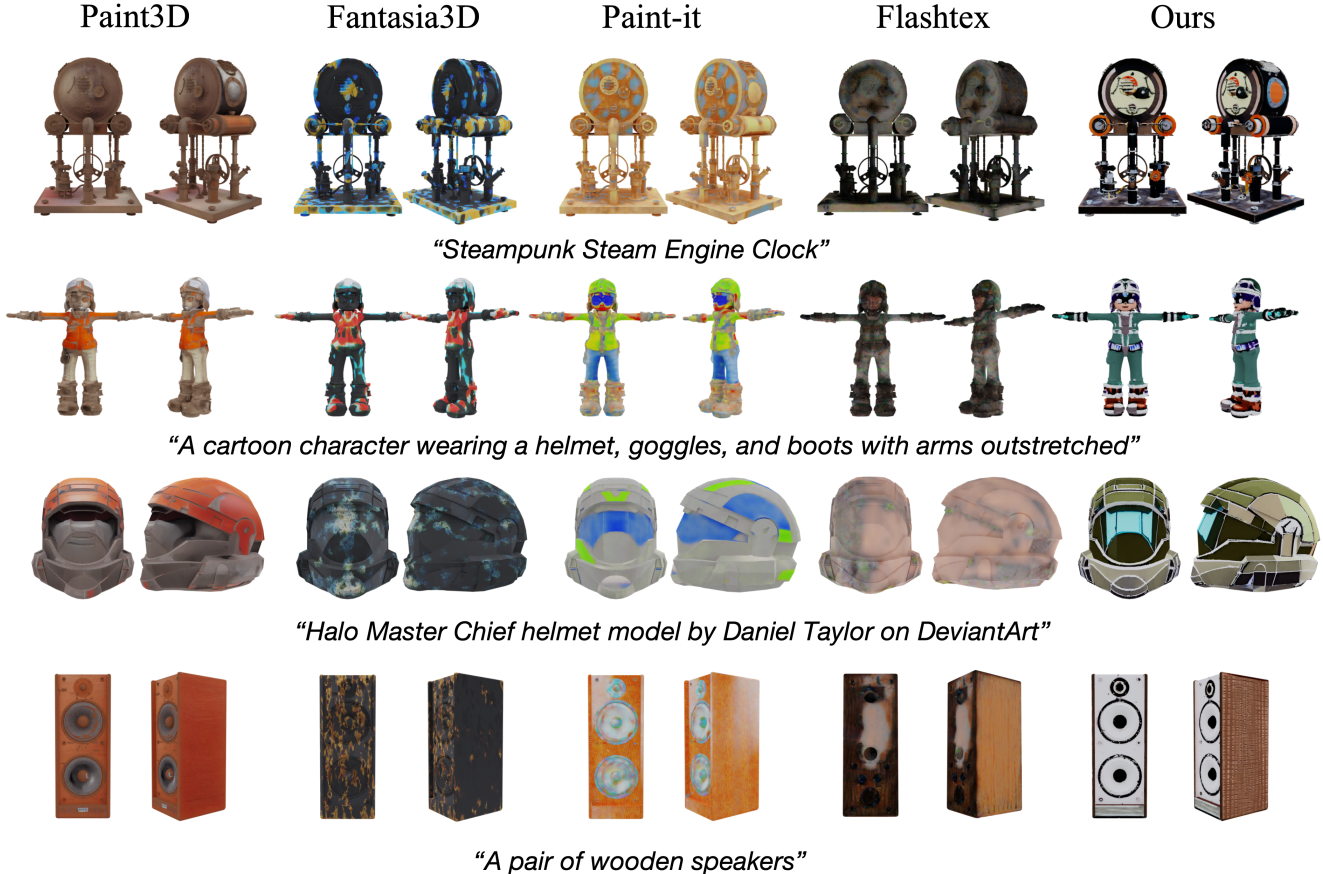 Paint3D Fantasia3D Paint-it Flashtex Ours
“Steampunk Steam Engine Clock”
“A cartoon character wearing a helmet, goggles, and boots with arms outstretched”
“Halo Master Chief helmet model by Daniel Taylor on DeviantArt”
“A pair of wooden speakers”